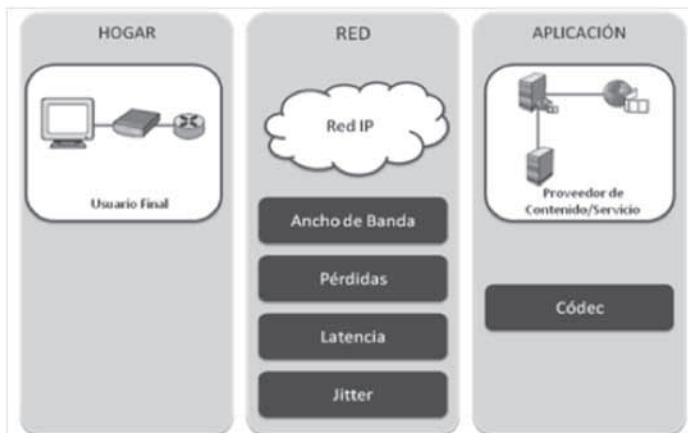 HOGAR
Usuario Final
RED
Red IP
Ancho de Banda
Pérdidas
Latencia
Jitter
APLICACIÓN
Proveedor de
Contenido/Servicio
Códec